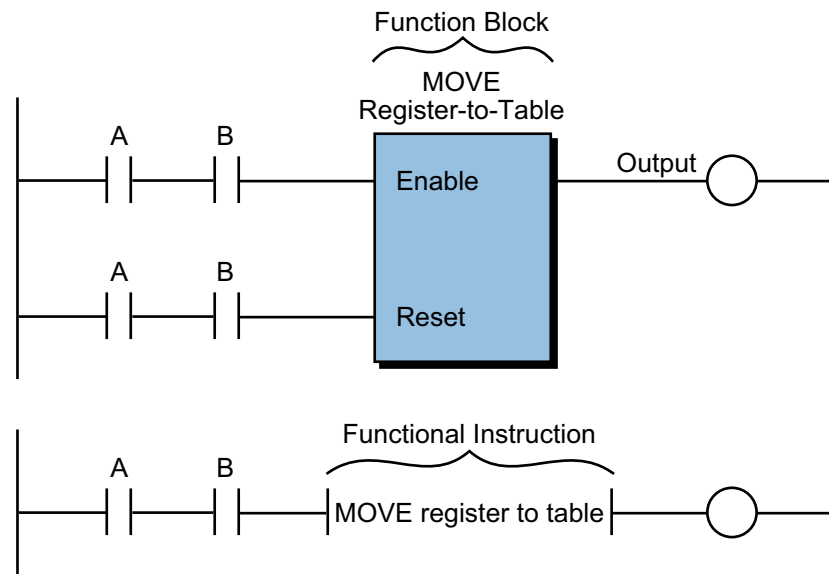 Function Block
MOVE
Register-to-Table
A
B
Enable
Output
A
B
Reset
Functional Instruction
A
B
MOVE register to table